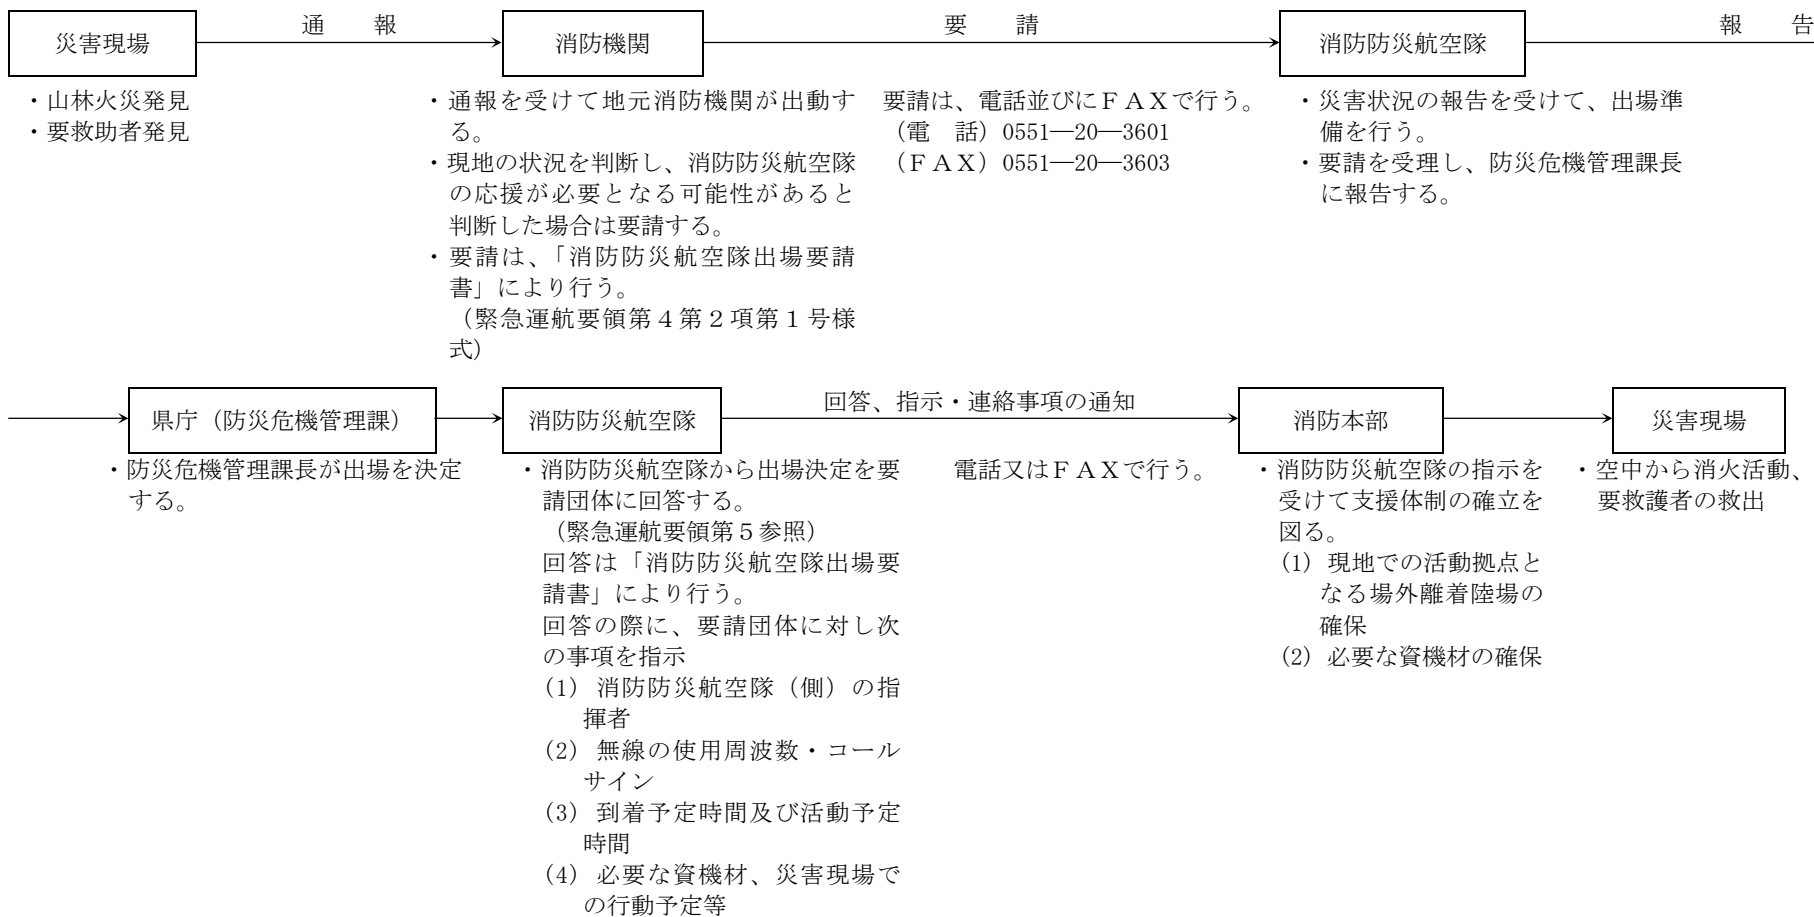 災害現場
通　報
消防機関
要　請
消防防災航空隊
報　告
・山林火災発見
・要救助者発見
・通報を受けて地元消防機関が出動す
る。
・現地の状況を判断し、消防防災航空隊
の応援が必要となる可能性があると
判断した場合は要請する。
・要請は、「消防防災航空隊出場要請
書」により行う。
（緊急運航要領第４第２項第１号様
式）
要請は、電話並びにＦＡＸで行う。
（電　話）0551―20―3601
（ＦＡＸ）0551―20―3603
・災害状況の報告を受けて、出場準
備を行う。
・要請を受理し、防災危機管理課長
に報告する。
県庁（防災危機管理課）
消防防災航空隊
回答、指示・連絡事項の通知
消防本部
災害現場
・防災危機管理課長が出場を決定
する。
・消防防災航空隊から出場決定を要
請団体に回答する。
（緊急運航要領第５参照）
回答は「消防防災航空隊出場要
請書」により行う。
回答の際に、要請団体に対し次
の事項を指示
(1) 消防防災航空隊（側）の指
揮者
(2) 無線の使用周波数・コール
サイン
(3) 到着予定時間及び活動予定
時間
(4) 必要な資機材、災害現場で
の行動予定等
電話又はＦＡＸで行う。
・消防防災航空隊の指示を
受けて支援体制の確立を
図る。
(1) 現地での活動拠点と
なる場外離着陸場の
確保
(2) 必要な資機材の確保
・空中から消火活動、
要救護者の救出